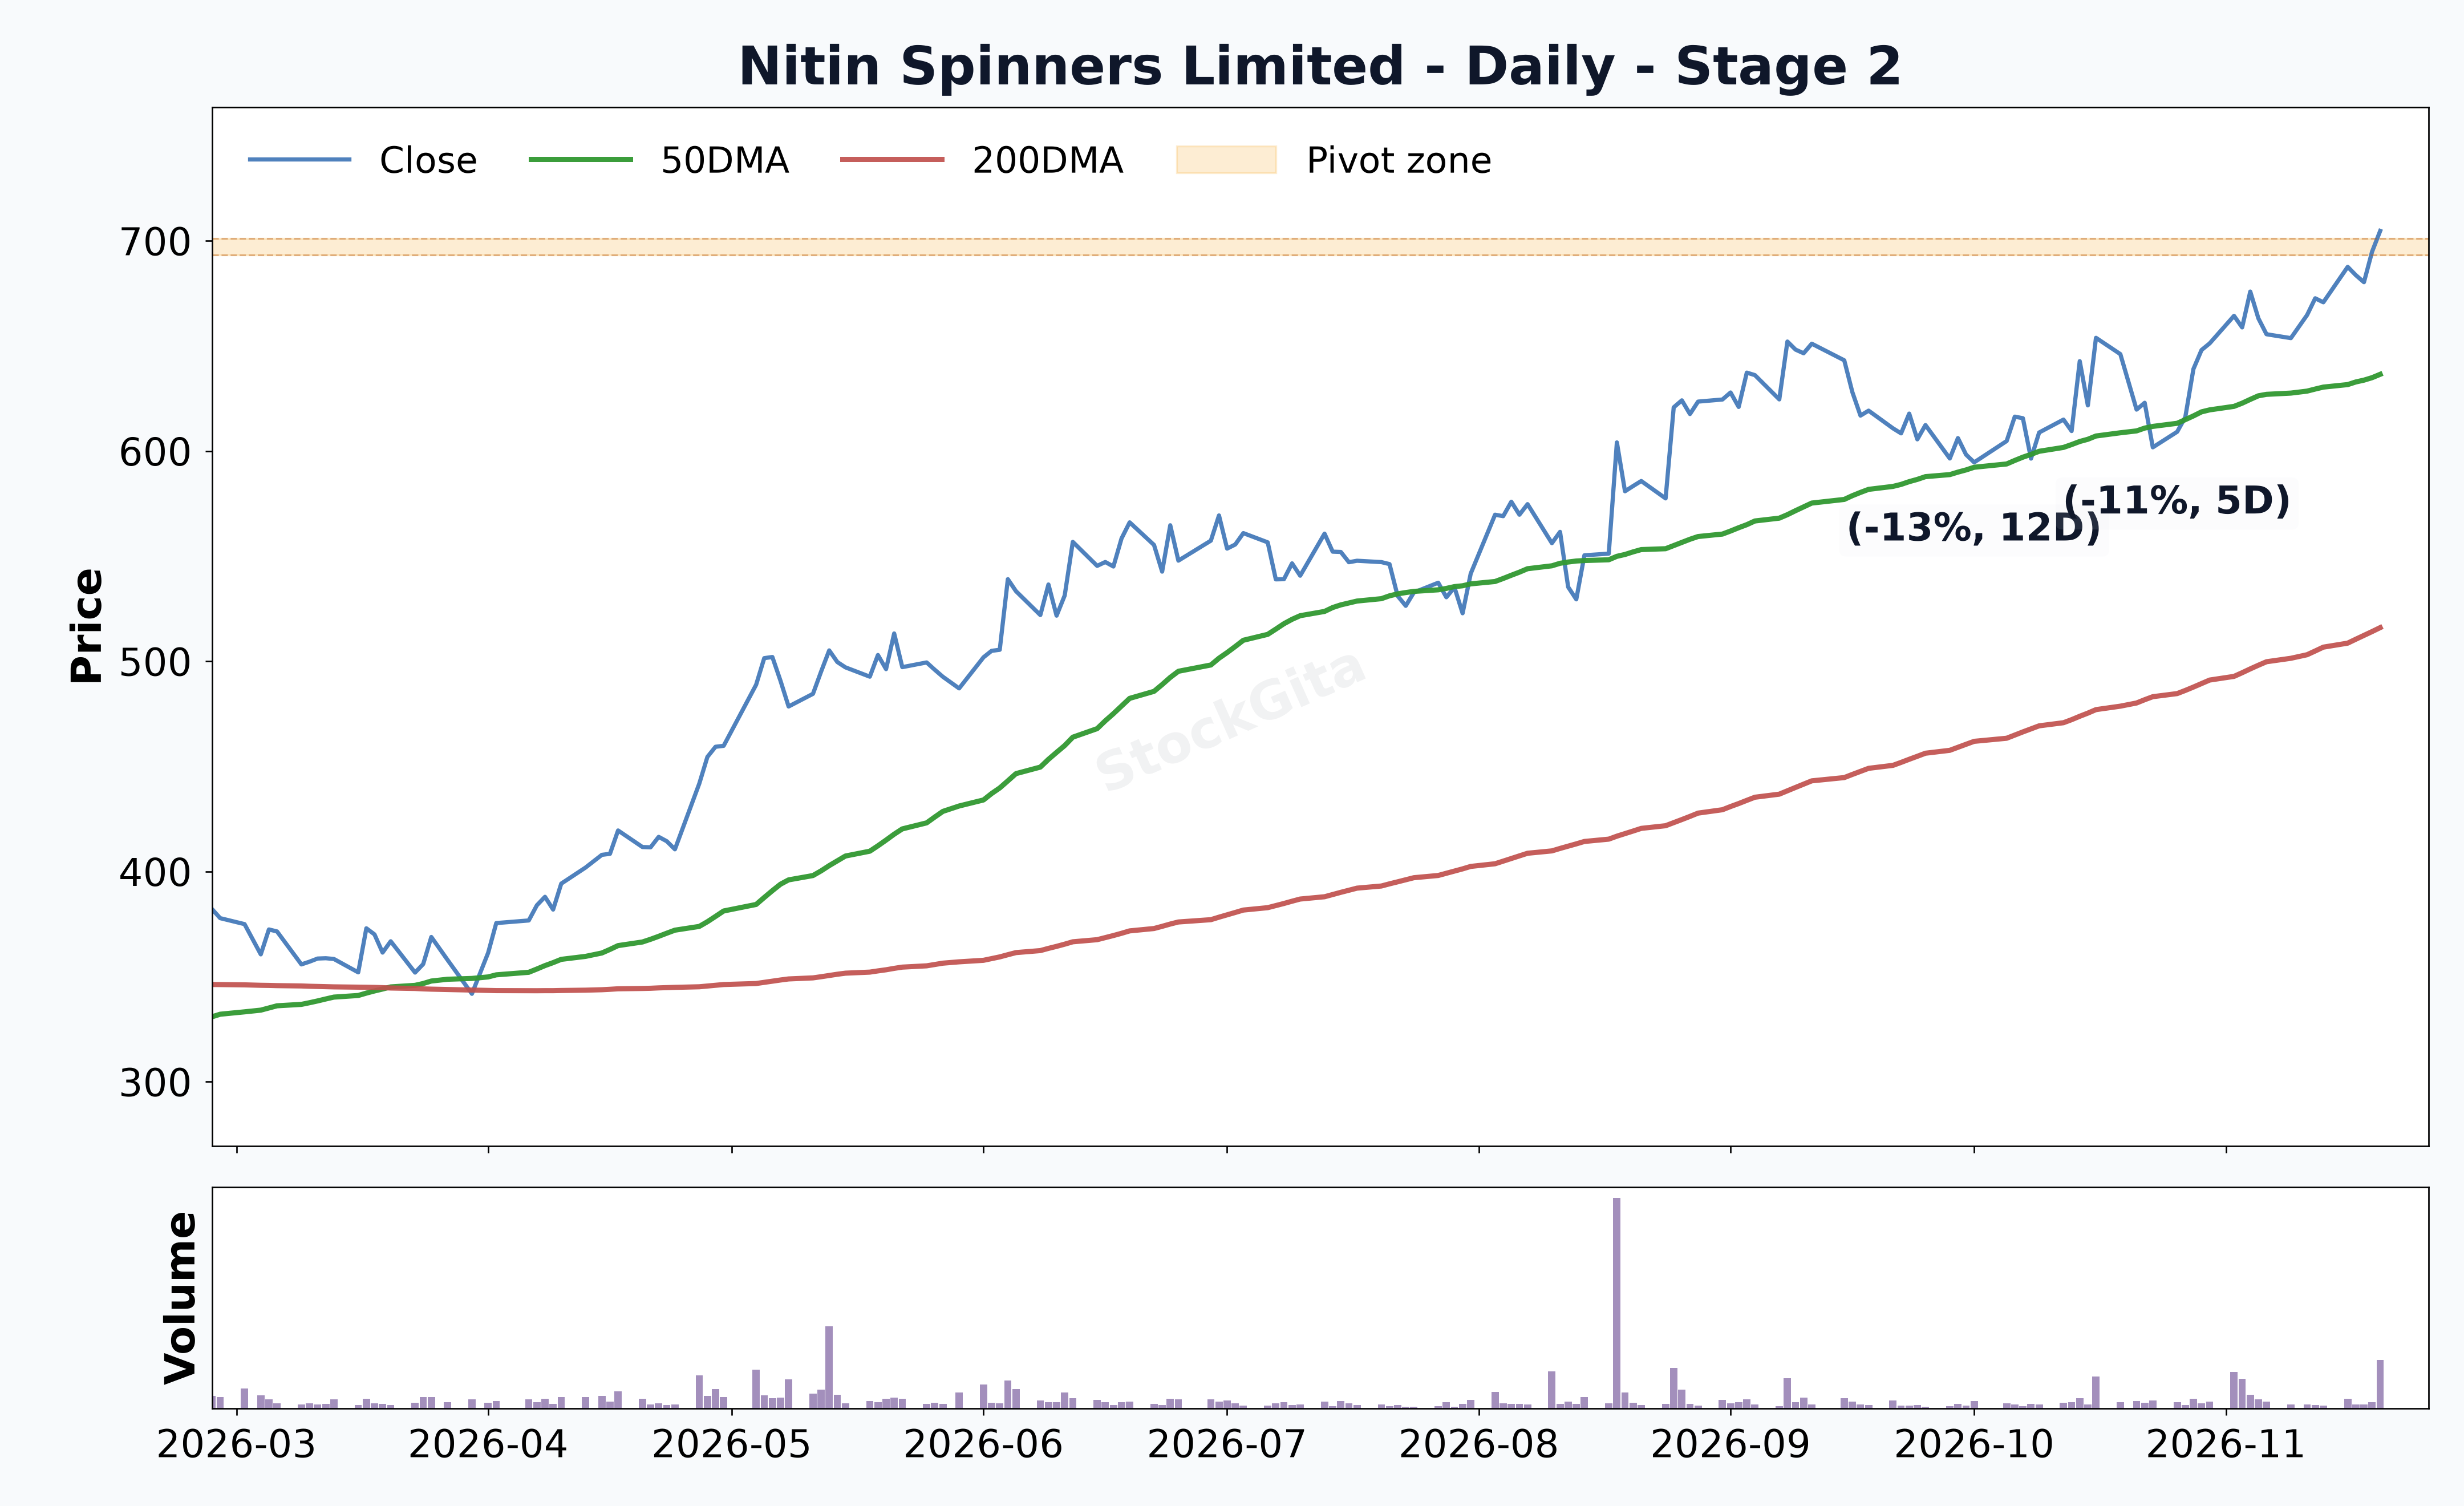 Nitin Spinners Limited - Daily - Stage 2
Close 50DMA 200DMA Pivot zone
700
600
500
400
300
Price
(-11%, 5D)
(-13%, 12D)
StockGita
Volume
2026-03 2026-04 2026-05 2026-06 2026-07 2026-08 2026-09 2026-10 2026-11